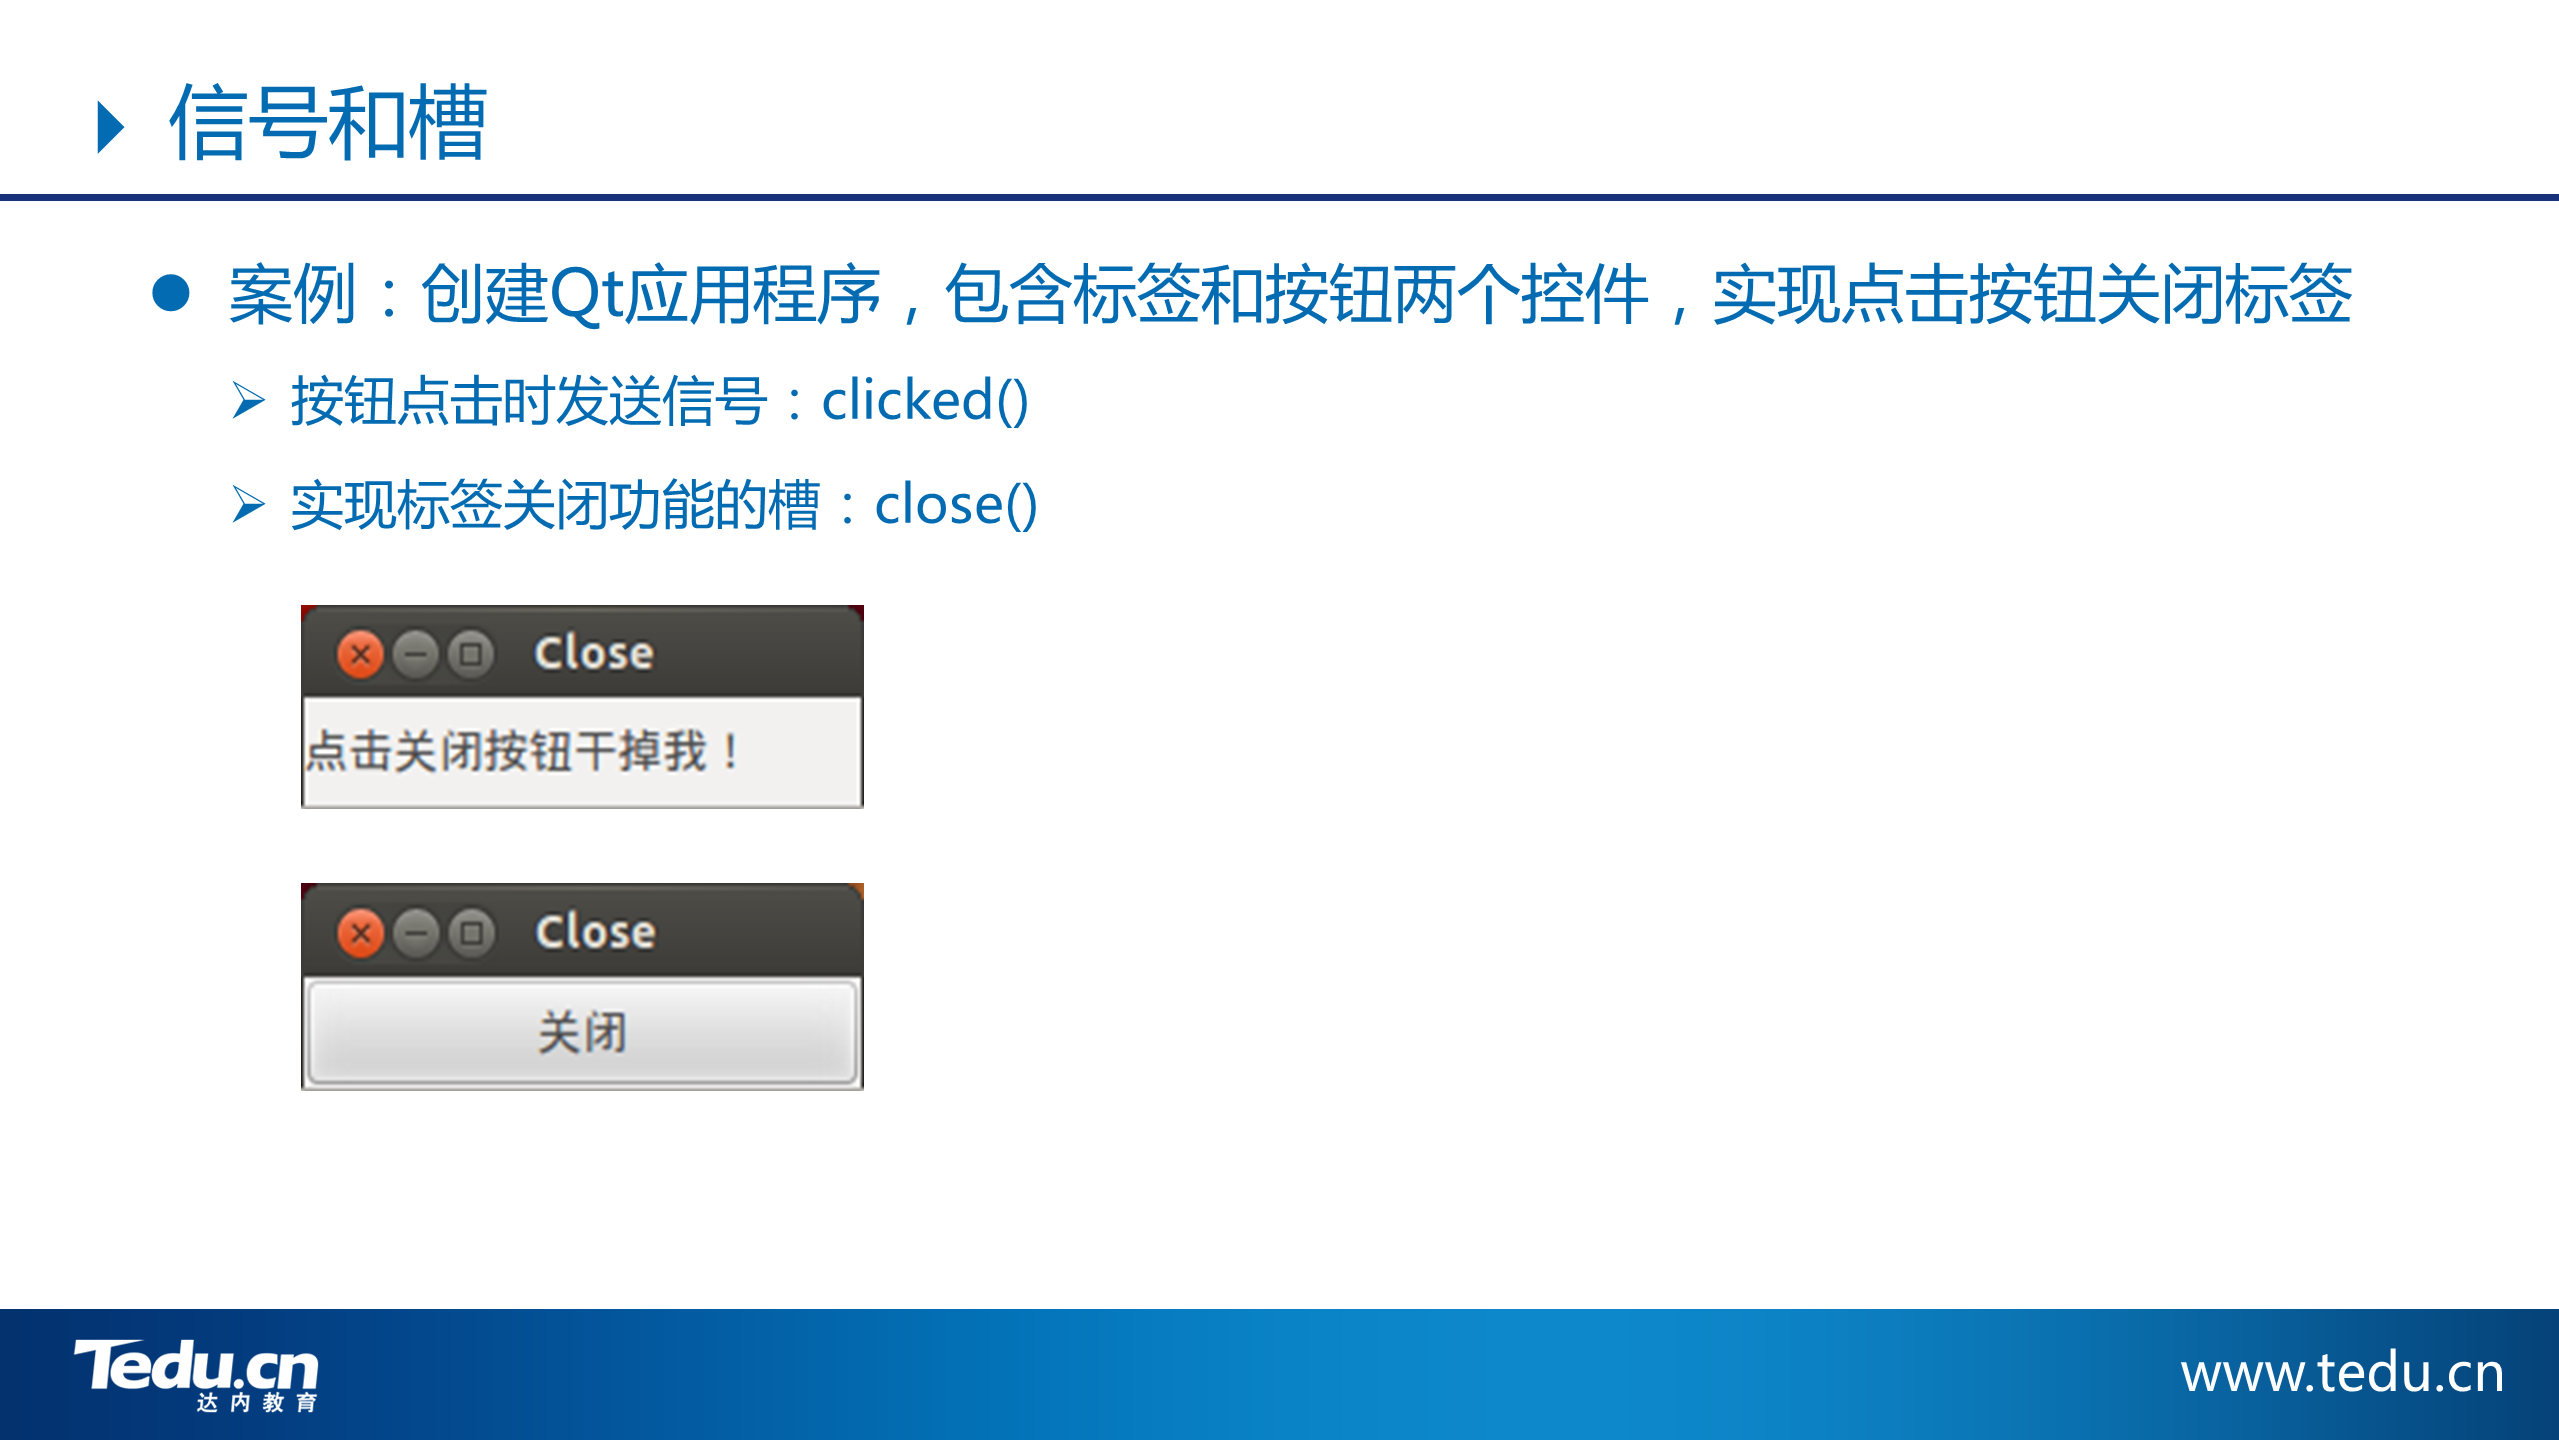 信号和槽
案例：创建Qt应用程序，包含标签和按钮两个控件，实现点击按钮关闭标签
按钮点击时发送信号：clicked()
实现标签关闭功能的槽：close()
Close
点击关闭按钮干掉我！
Close
关闭
Tedu.cn
达内教育
www.tedu.cn